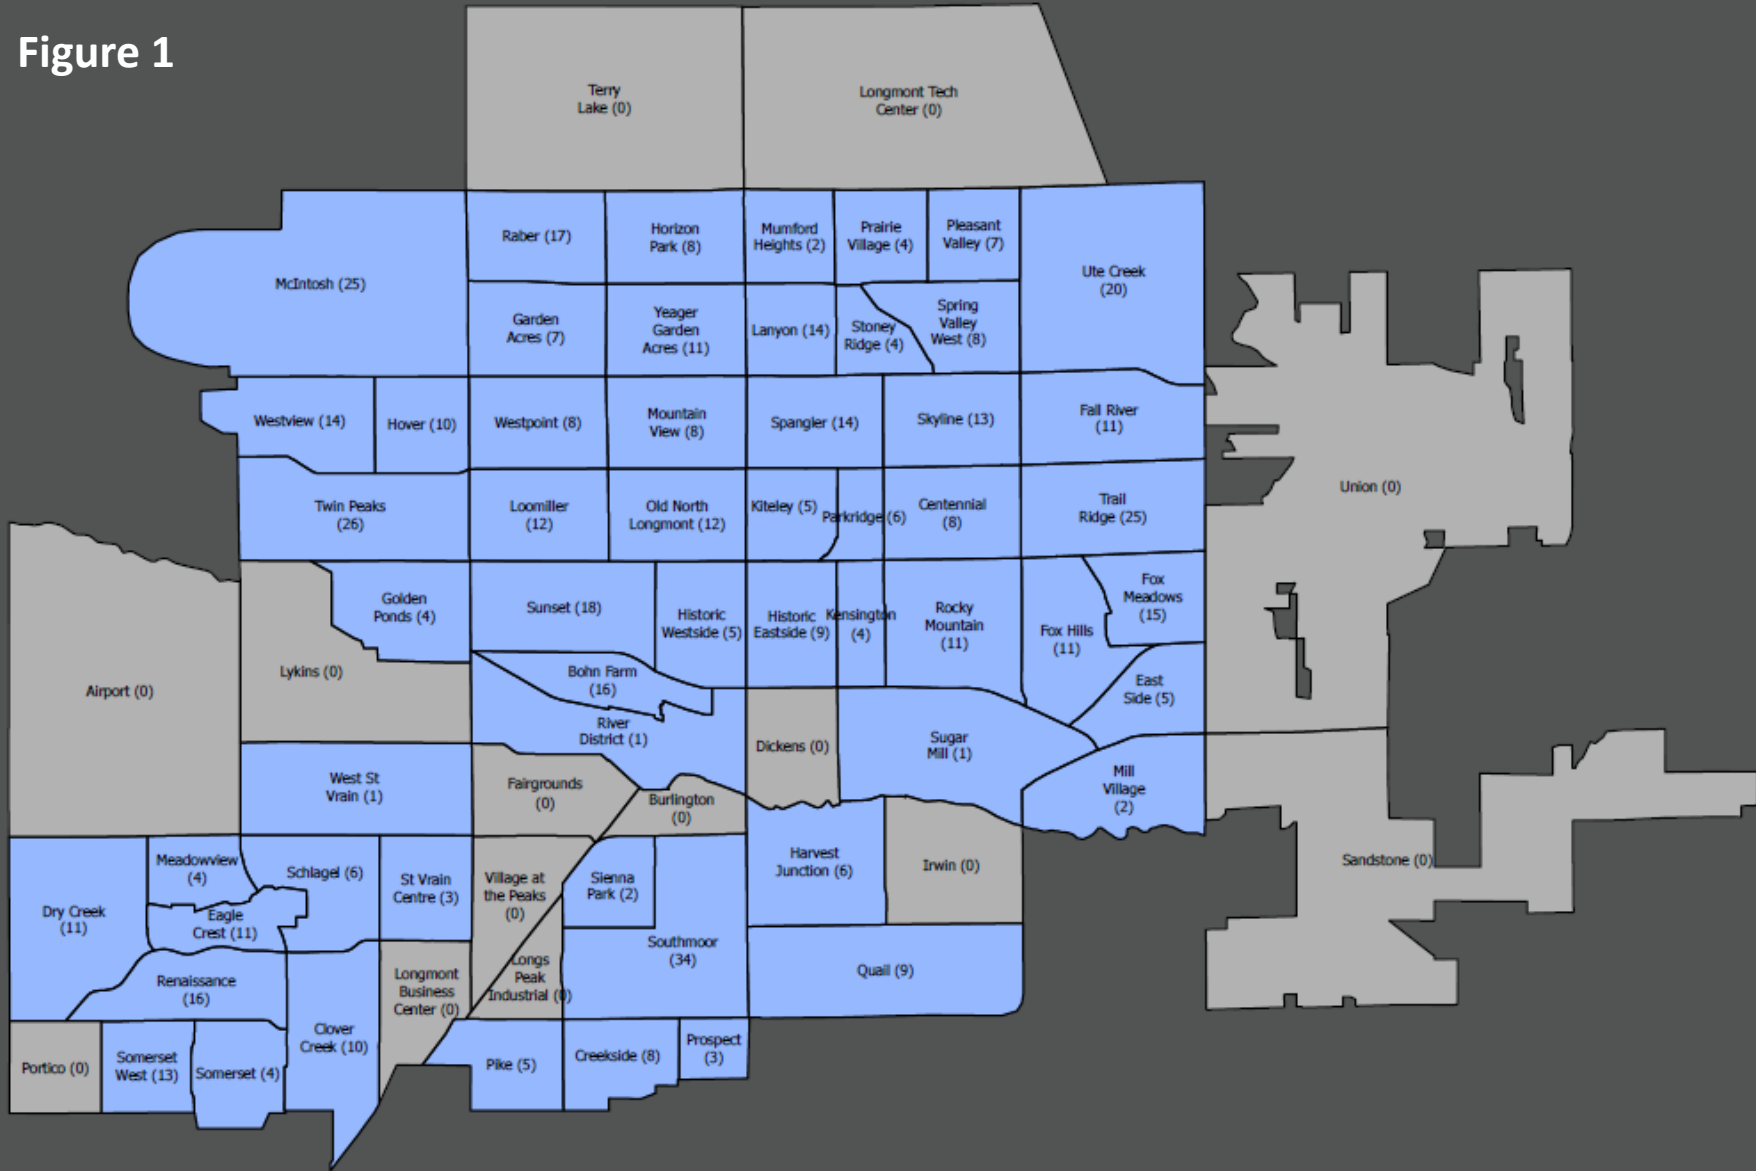 Figure 1
Terry
Lake (0)
Longmont Tech
Center (0)
McIntosh (25)
Raber (17)
Horizon
Park (8)
Mumford
Heights (2)
Prairie
Village (4)
Pleasant
Valley (7)
Ute Creek
(20)
Garden
Acres (7)
Yeager
Garden
Acres (11)
Lanyon (14)
Stoney
Ridge (4)
Spring
Valley
West (8)
Westview (14)
Hover (10)
Westpoint (8)
Mountain
View (8)
Spangler (14)
Skyline (13)
Fall River
(11)
Union (0)
Twin Peaks
(26)
Loomiller
(12)
Old North
Longmont (12)
Kiteley (5)
Parkridge (6)
Centennial
(8)
Trail
Ridge (25)
Airport (0)
Lykins (0)
Golden
Ponds (4)
Sunset (18)
Historic
Westside (5)
Historic
Eastside (9)
Kensington
(4)
Rocky
Mountain
(11)
Fox Hills
(11)
Fox
Meadows
(15)
Bohn Farm
(16)
East
Side (5)
River
District (1)
Dickens (0)
Sugar
Mill (1)
West St
Vrain (1)
Fairgrounds
(0)
Burlington
(0)
Mill
Village
(2)
Sandstone (0)
Dry Creek
(11)
Meadowview
(4)
Schlagel (6)
St Vrain
Centre (3)
Village at
the Peaks
(0)
Sienna
Park (2)
Harvest
Junction (6)
Irwin (0)
Eagle
Crest (11)
Southmoor
(34)
Quail (9)
Renaissance
(16)
Longmont
Business
Center (0)
Longs
Peak
Industrial (0)
Portico (0)
Somerset
West (13)
Somerset (4)
Clover
Creek (10)
Pike (5)
Creekside (8)
Prospect
(3)